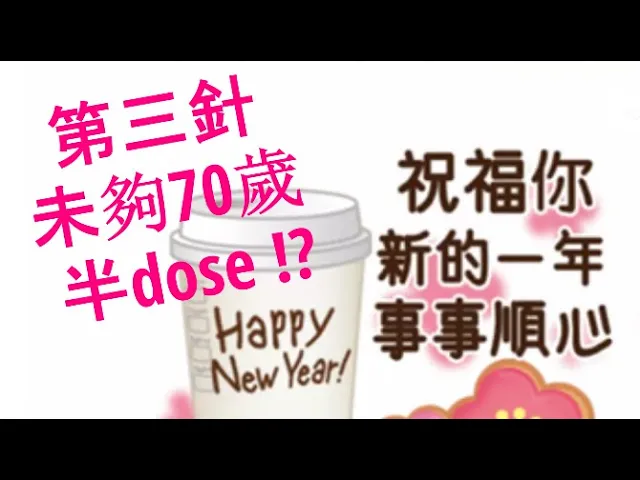 第三針
未夠70歲
半dose !?
祝福你
新的一年
事事順心
Happy
New Year!